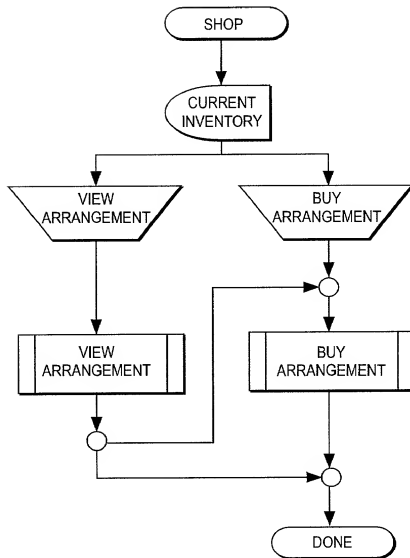 SHOP
CURRENT
INVENTORY
VIEW
ARRANGEMENT
BUY
ARRANGEMENT
VIEW
ARRANGEMENT
BUY
ARRANGEMENT
DONE